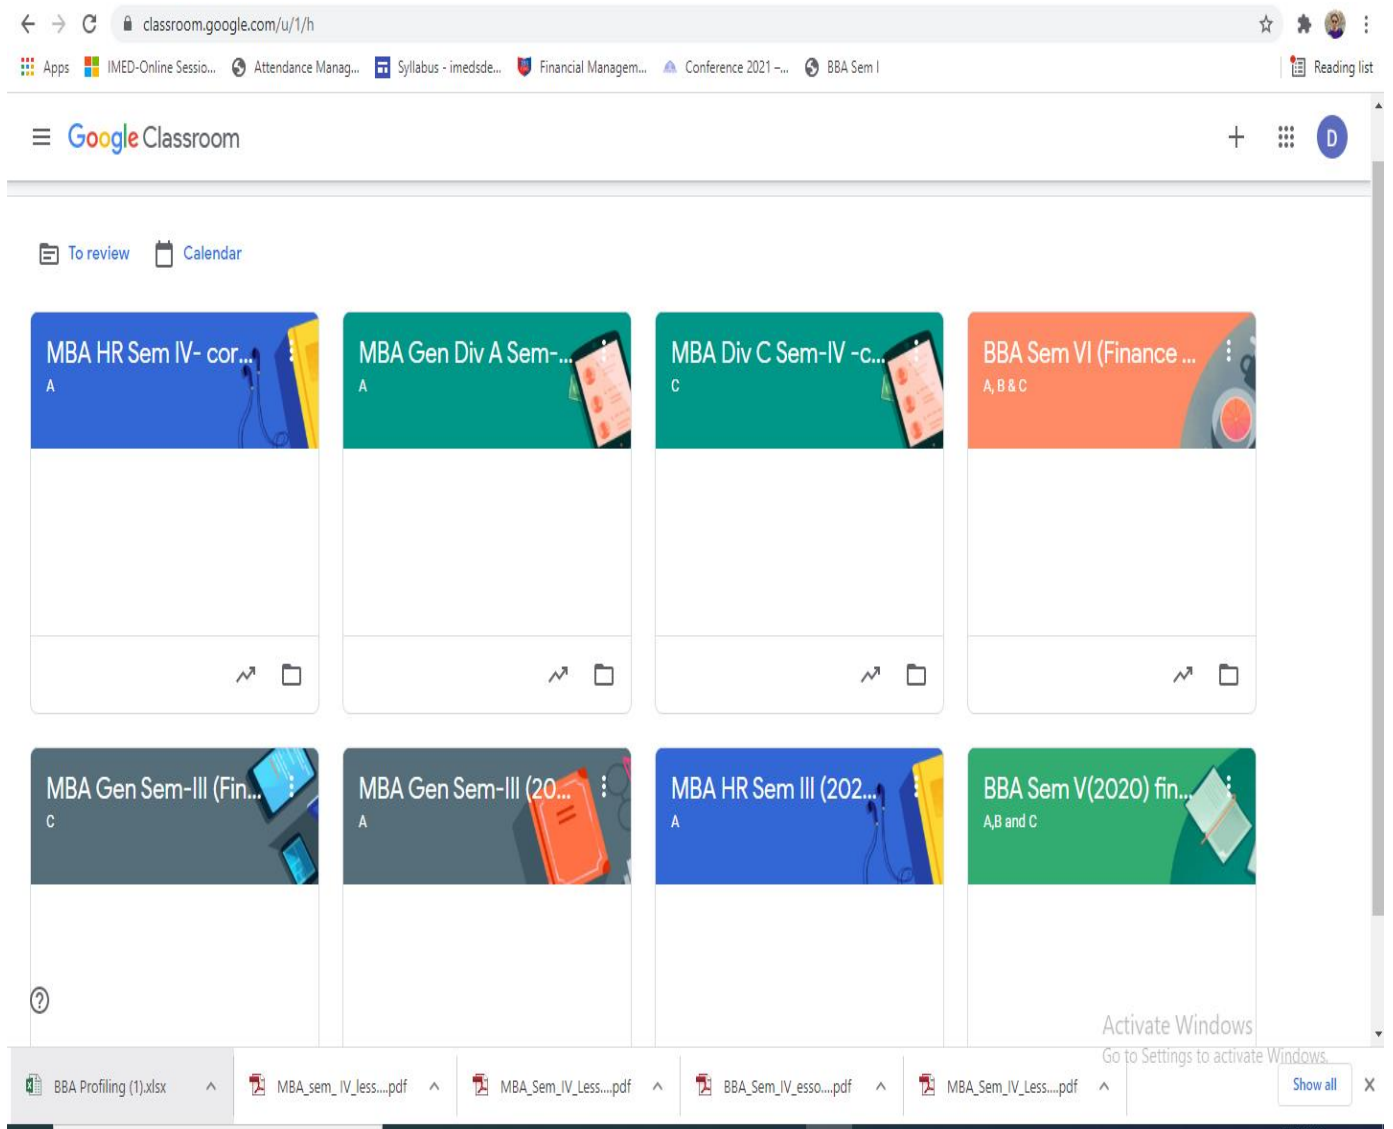 classroom.google.com/u/1/h
Apps IMED-Online Sessio... Attendance Manag... Syllabus - imedsde... Financial Managem... Conference 2021 –... BBA Sem I Reading list
Google Classroom
D
To review Calendar
MBA HR Sem IV- cor...
A
MBA Gen Div A Sem-...
A
MBA Div C Sem-IV -c...
C
BBA Sem VI (Finance ...
A, B & C
MBA Gen Sem-III (Fin...
C
MBA Gen Sem-III (20...
A
MBA HR Sem III (202...
A
BBA Sem V(2020) fin...
A,B and C
Activate Windows
Go to Settings to activate Windows.
BBA Profiling (1).xlsx MBA_sem_ IV_less....pdf MBA_Sem_IV_Less....pdf BBA_Sem_IV_esso....pdf MBA_Sem_IV_Less....pdf Show all